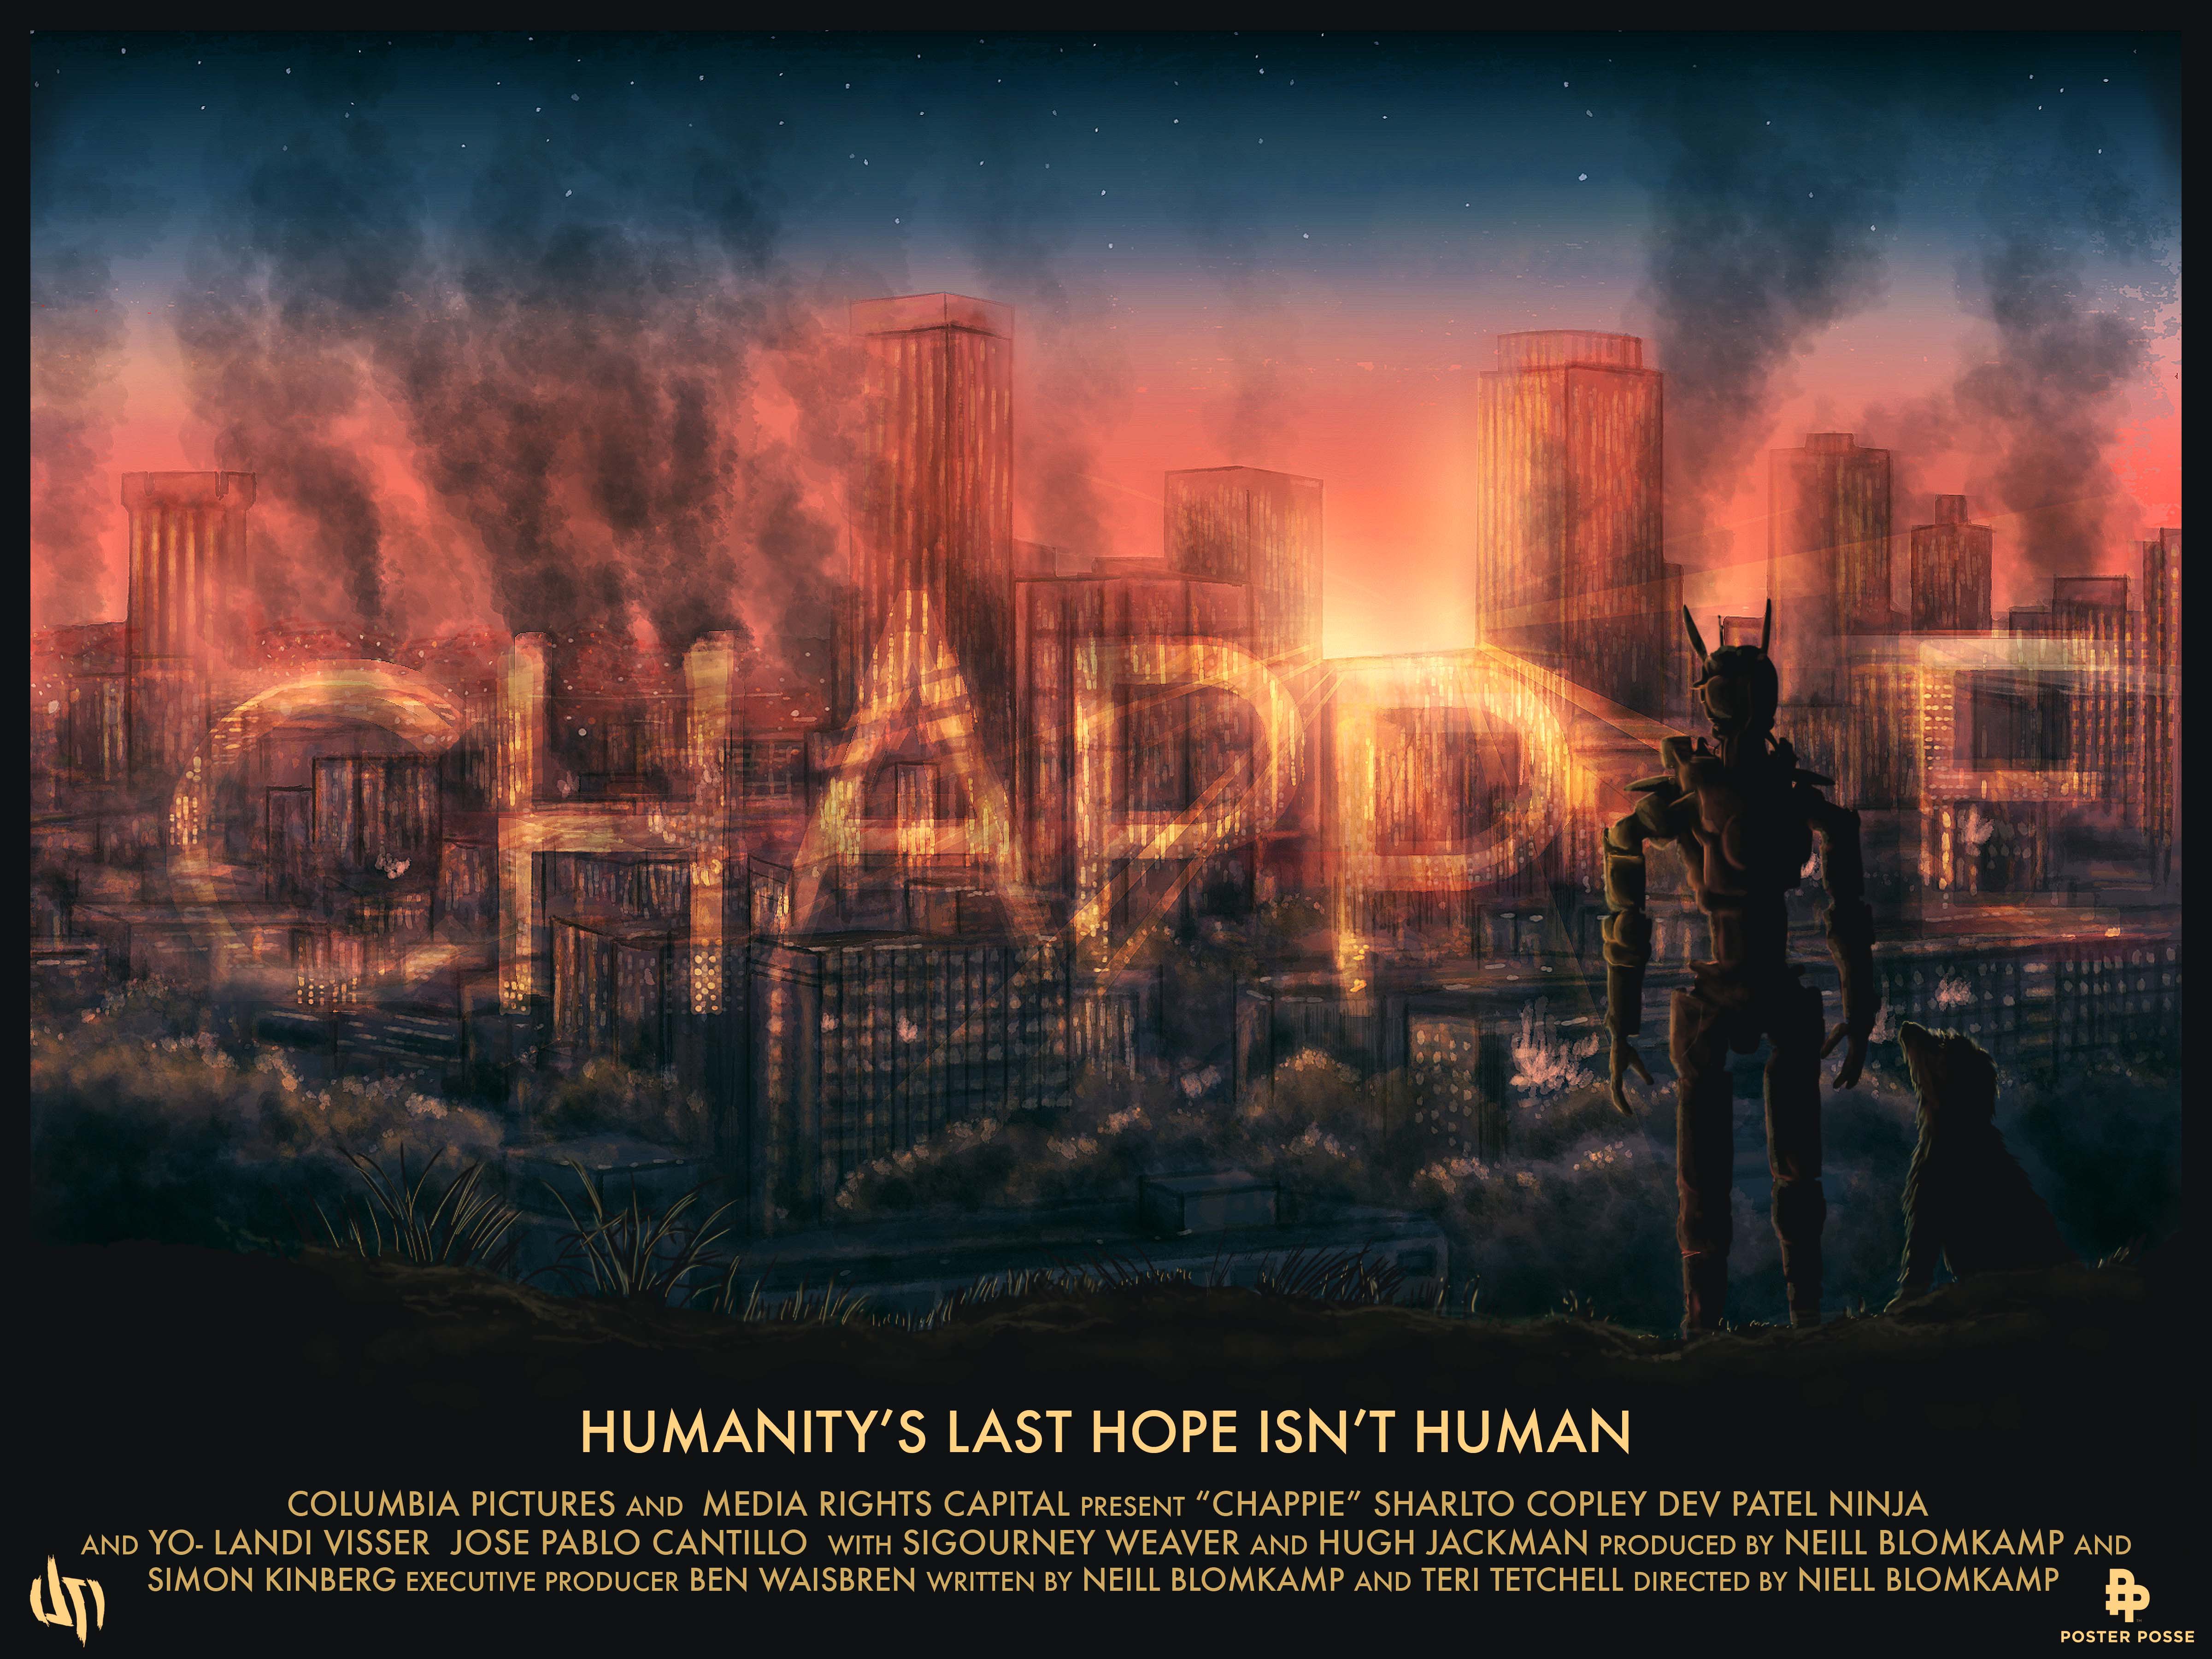 CHAPPIE
HUMANITY’S LAST HOPE ISN’T HUMAN
COLUMBIA PICTURES AND MEDIA RIGHTS CAPITAL PRESENT “CHAPPIE” SHARLTO COPLEY DEV PATEL NINJA
AND YO- LANDI VISSER JOSE PABLO CANTILLO WITH SIGOURNEY WEAVER AND HUGH JACKMAN PRODUCED BY NEILL BLOMKAMP AND
SIMON KINBERG EXECUTIVE PRODUCER BEN WAISBREN WRITTEN BY NEILL BLOMKAMP AND TERI TETCHELL DIRECTED BY NIELL BLOMKAMP
POSTER POSSE